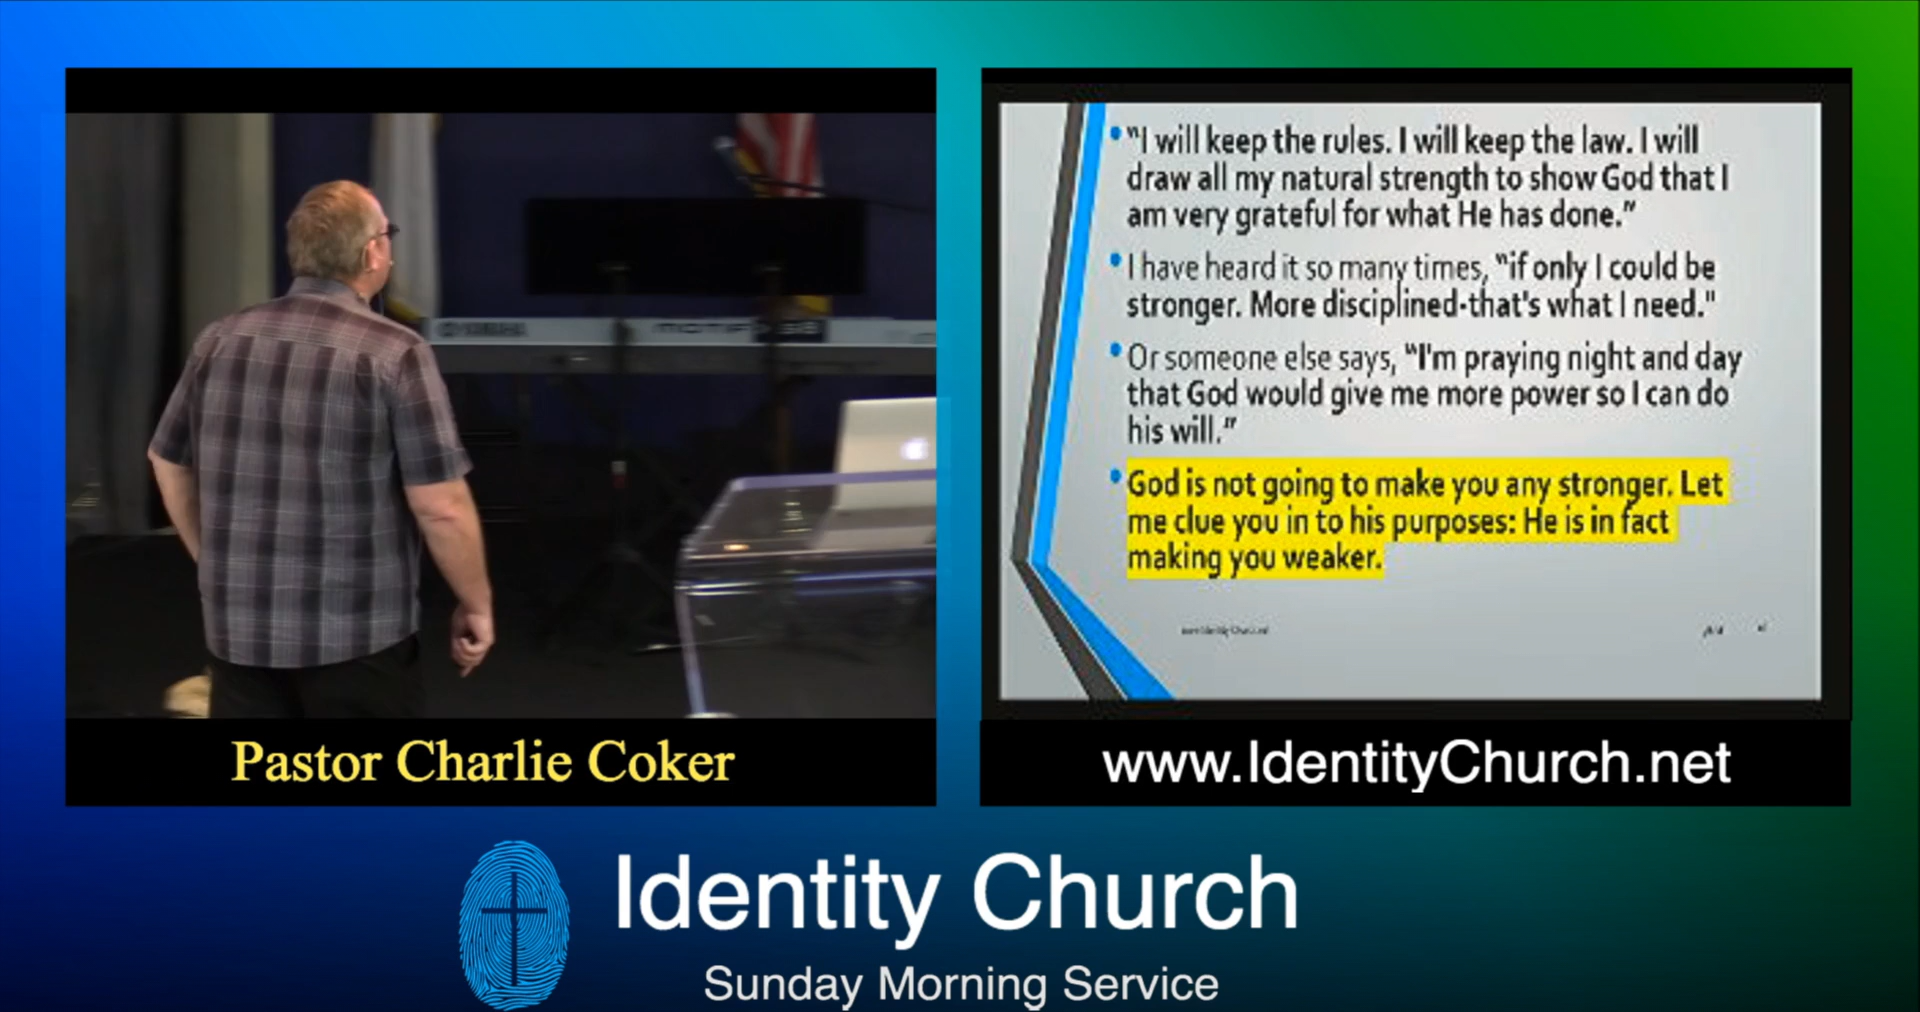 YAMAHA
"I will keep the rules. I will keep the law. I will
draw all my natural strength to show God that I
am very grateful for what He has done."
I have heard it so many times, "if only I could be
stronger. More disciplined-that's what I need."
Or someone else says, "I'm praying night and day
that God would give me more power so I can do
his will."
God is not going to make you any stronger. Let
me clue you in to his purposes: He is in fact
making you weaker.
Pastor Charlie Coker
www.IdentityChurch.net
Identity Church
Sunday Morning Service